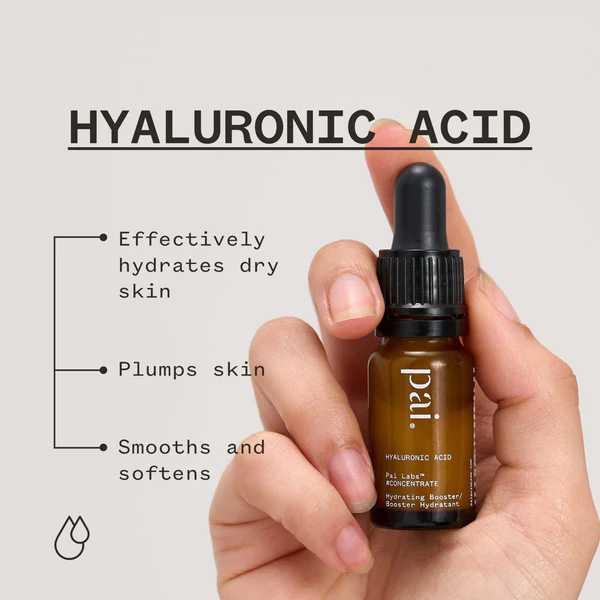 HYALURONIC ACID
Effectively
hydrates dry
skin
Plumps skin
Smooths and
softens
pai.
HYALURONIC ACID
Pai Labs™
#CONCENTRATE
Hydrating Booster/
Booster Hydratant